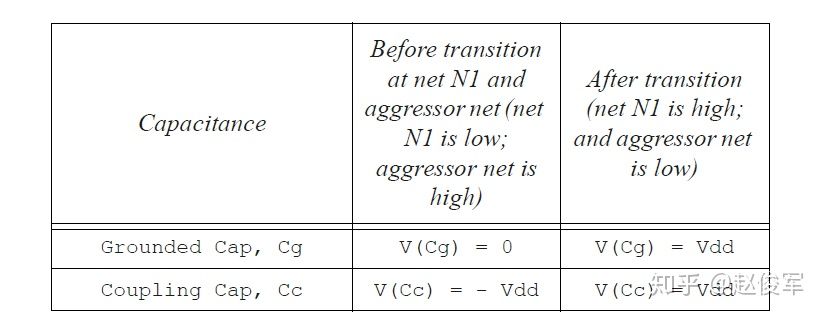 Capacitance
Before transition
at net N1 and
aggressor net (net
N1 is low;
aggressor net is
high)
After transition
(net N1 is high;
and aggressor net
is low)
Grounded Cap, Cg
V(Cg) = 0
V(Cg) = Vdd
Coupling Cap, Cc
V(Cc) = - Vdd
V(Cc) = Vdd
知乎 @赵俊军